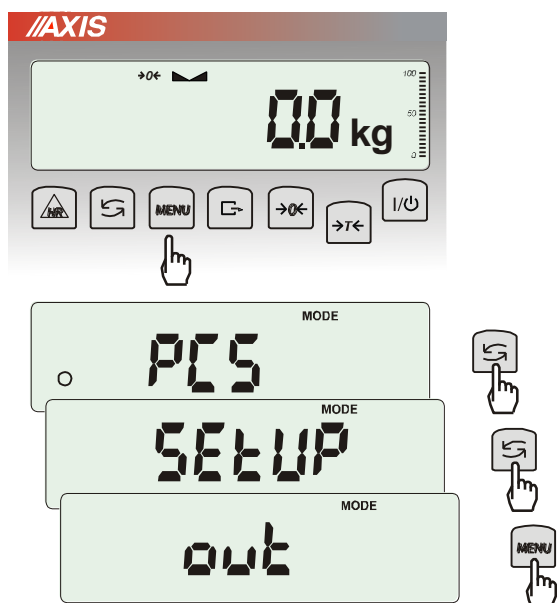 //AXIS
→0← 100
50
0.0 kg
0
HR MENU →0← →T← I/⏻
MODE
PCS
MODE
SEtUP
MODE
out
MENU